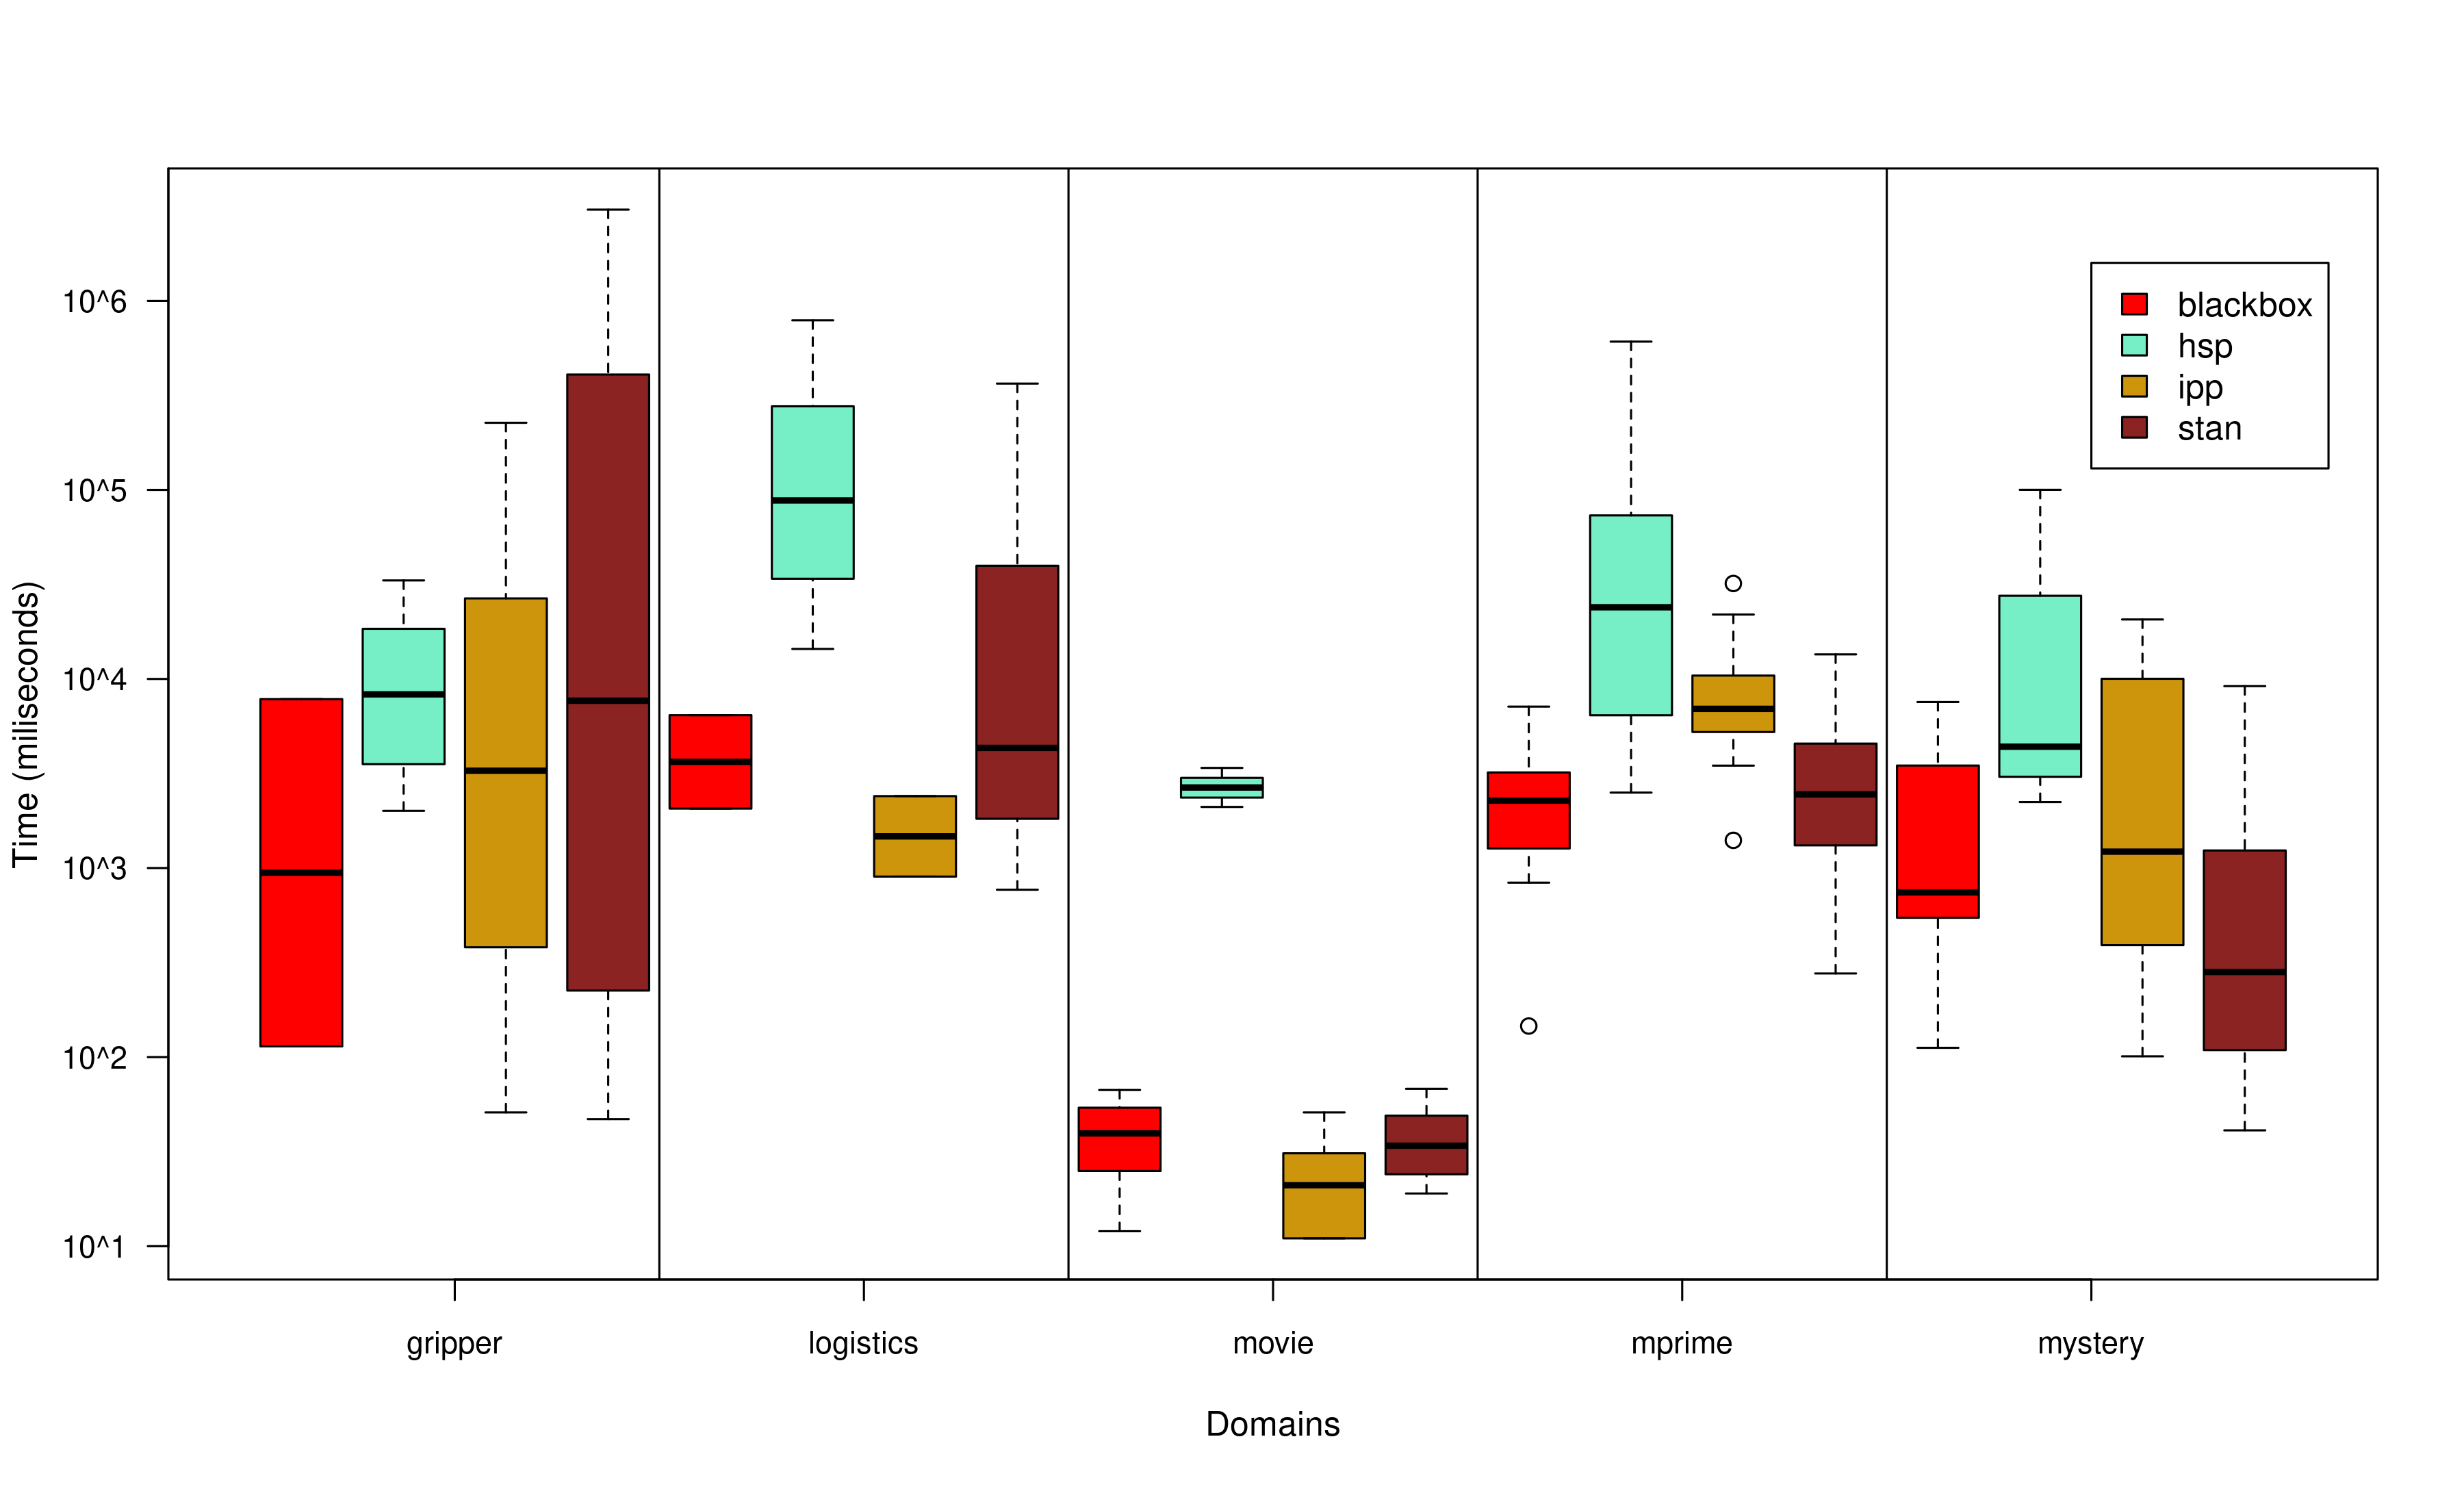 Time (miliseconds)
10^6
10^5
10^4
10^3
10^2
10^1
blackbox
hsp
ipp
stan
gripper
logistics
movie
mprime
mystery
Domains